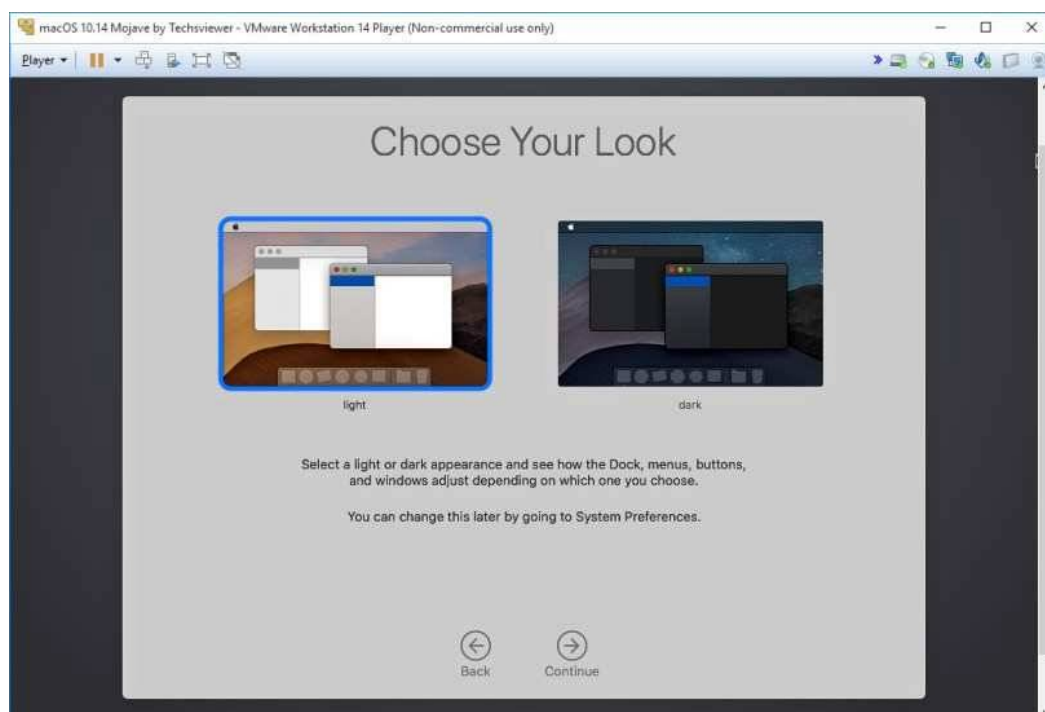 macOS 10.14 Mojave by Techsviewer - VMware Workstation 14 Player (Non-commercial use only)
Player
Choose Your Look
light
dark
Select a light or dark appearance and see how the Dock, menus, buttons,
and windows adjust depending on which one you choose.
You can change this later by going to System Preferences.
Back
Continue